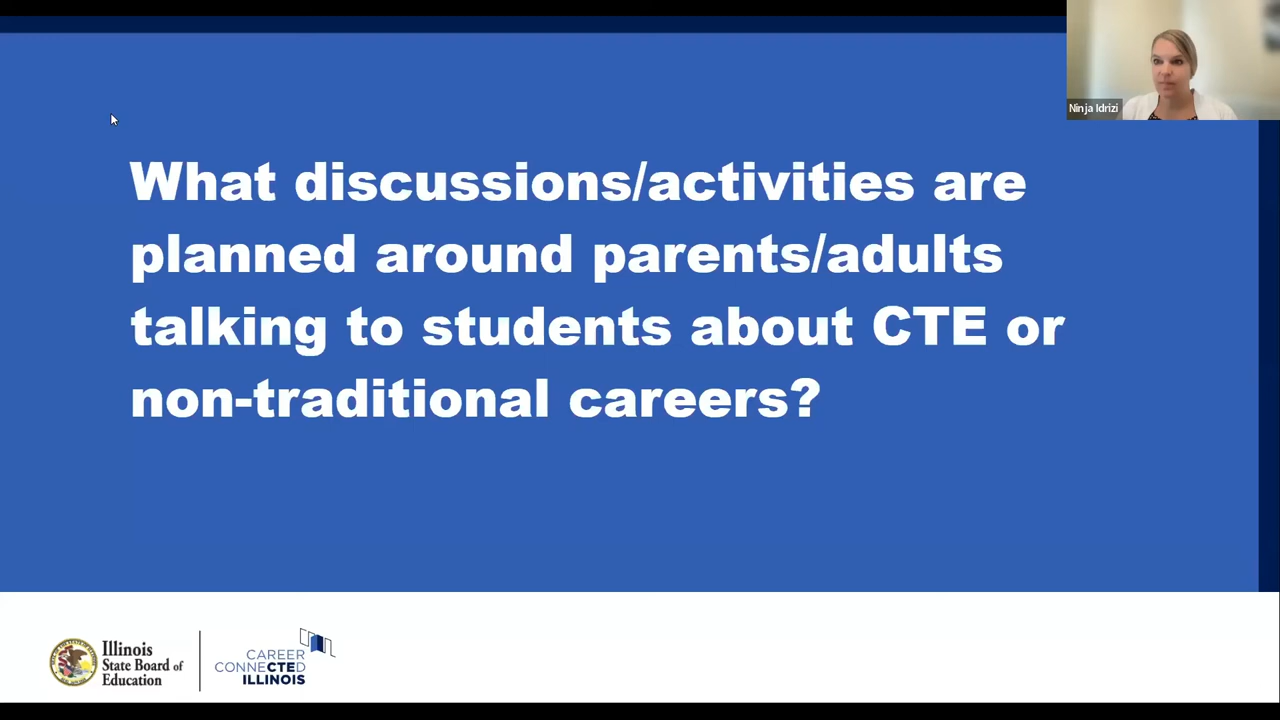 Ninja Idrizi
What discussions/activities are
planned around parents/adults
talking to students about CTE or
non-traditional careers?
Illinois
State Board of
Education
CAREER
CONNECTED
ILLINOIS